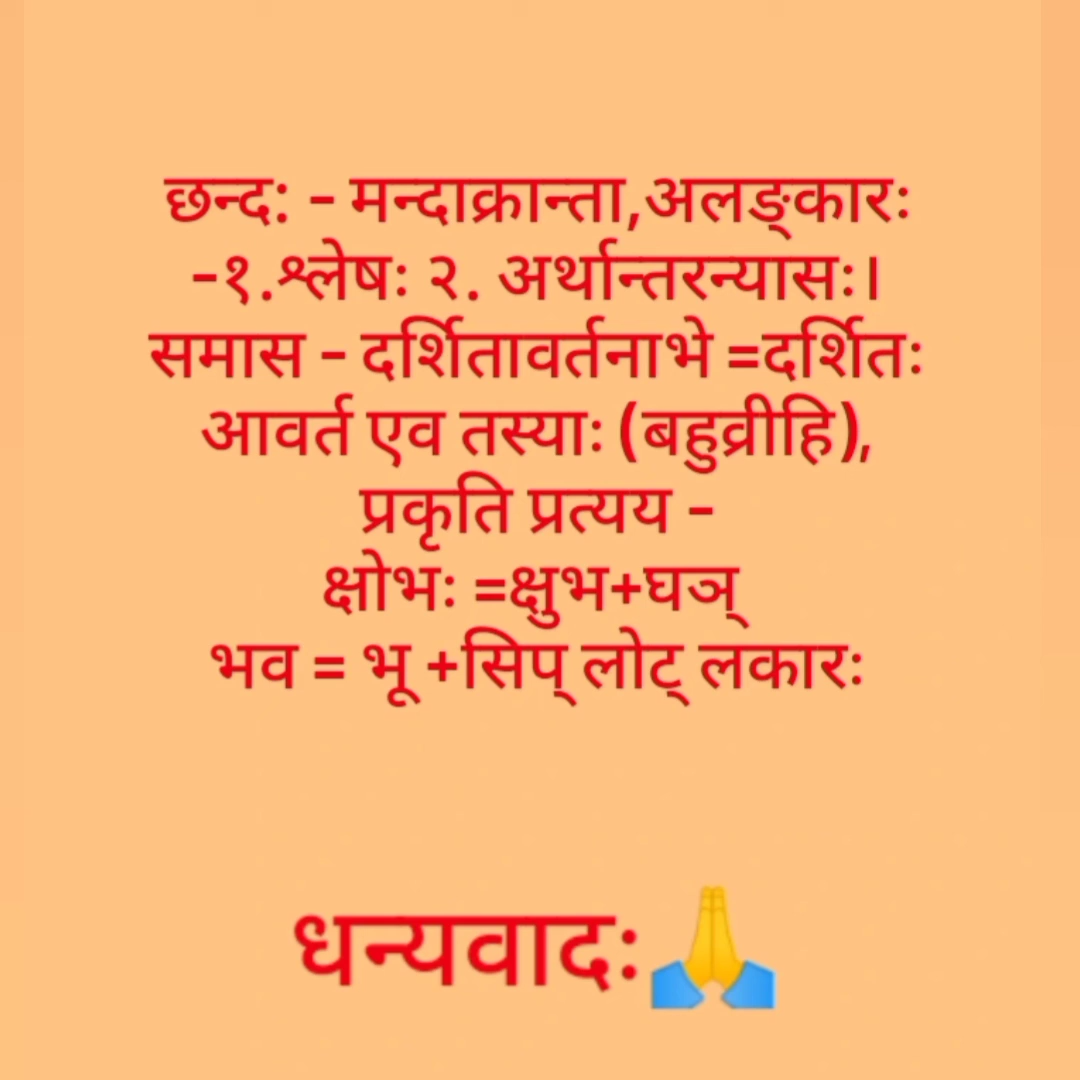 छन्द: - मन्दाक्रान्ता,अलङ्कारः
-१.श्लेषः २. अर्थान्तरन्यासः।
समास - दर्शितावर्तनाभे =दर्शितः
आवर्त एव तस्याः (बहुव्रीहि),
प्रकृति प्रत्यय -
क्षोभः =क्षुभ+घञ्
भव = भू +सिप् लोट् लकारः
धन्यवादः🙏